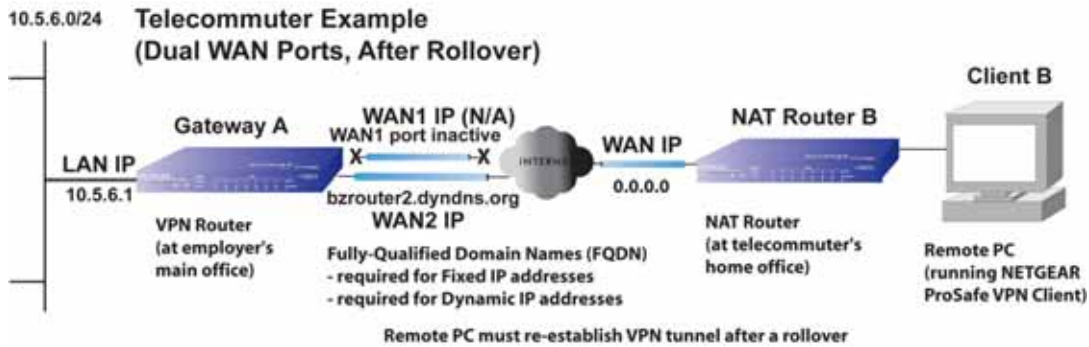 10.5.6.0/24
Telecommuter Example
(Dual WAN Ports, After Rollover)
Client B
Gateway A
WAN1 IP (N/A)
WAN1 port inactive
X X
NAT Router B
LAN IP
10.5.6.1
INTERNE
WAN IP
0.0.0.0
bzrouter2.dyndns.org
WAN2 IP
VPN Router
(at employer's
main office)
Fully-Qualified Domain Names (FQDN)
- required for Fixed IP addresses
- required for Dynamic IP addresses
NAT Router
(at telecommuter's
home office)
Remote PC
(running NETGEAR
ProSafe VPN Client)
Remote PC must re-establish VPN tunnel after a rollover